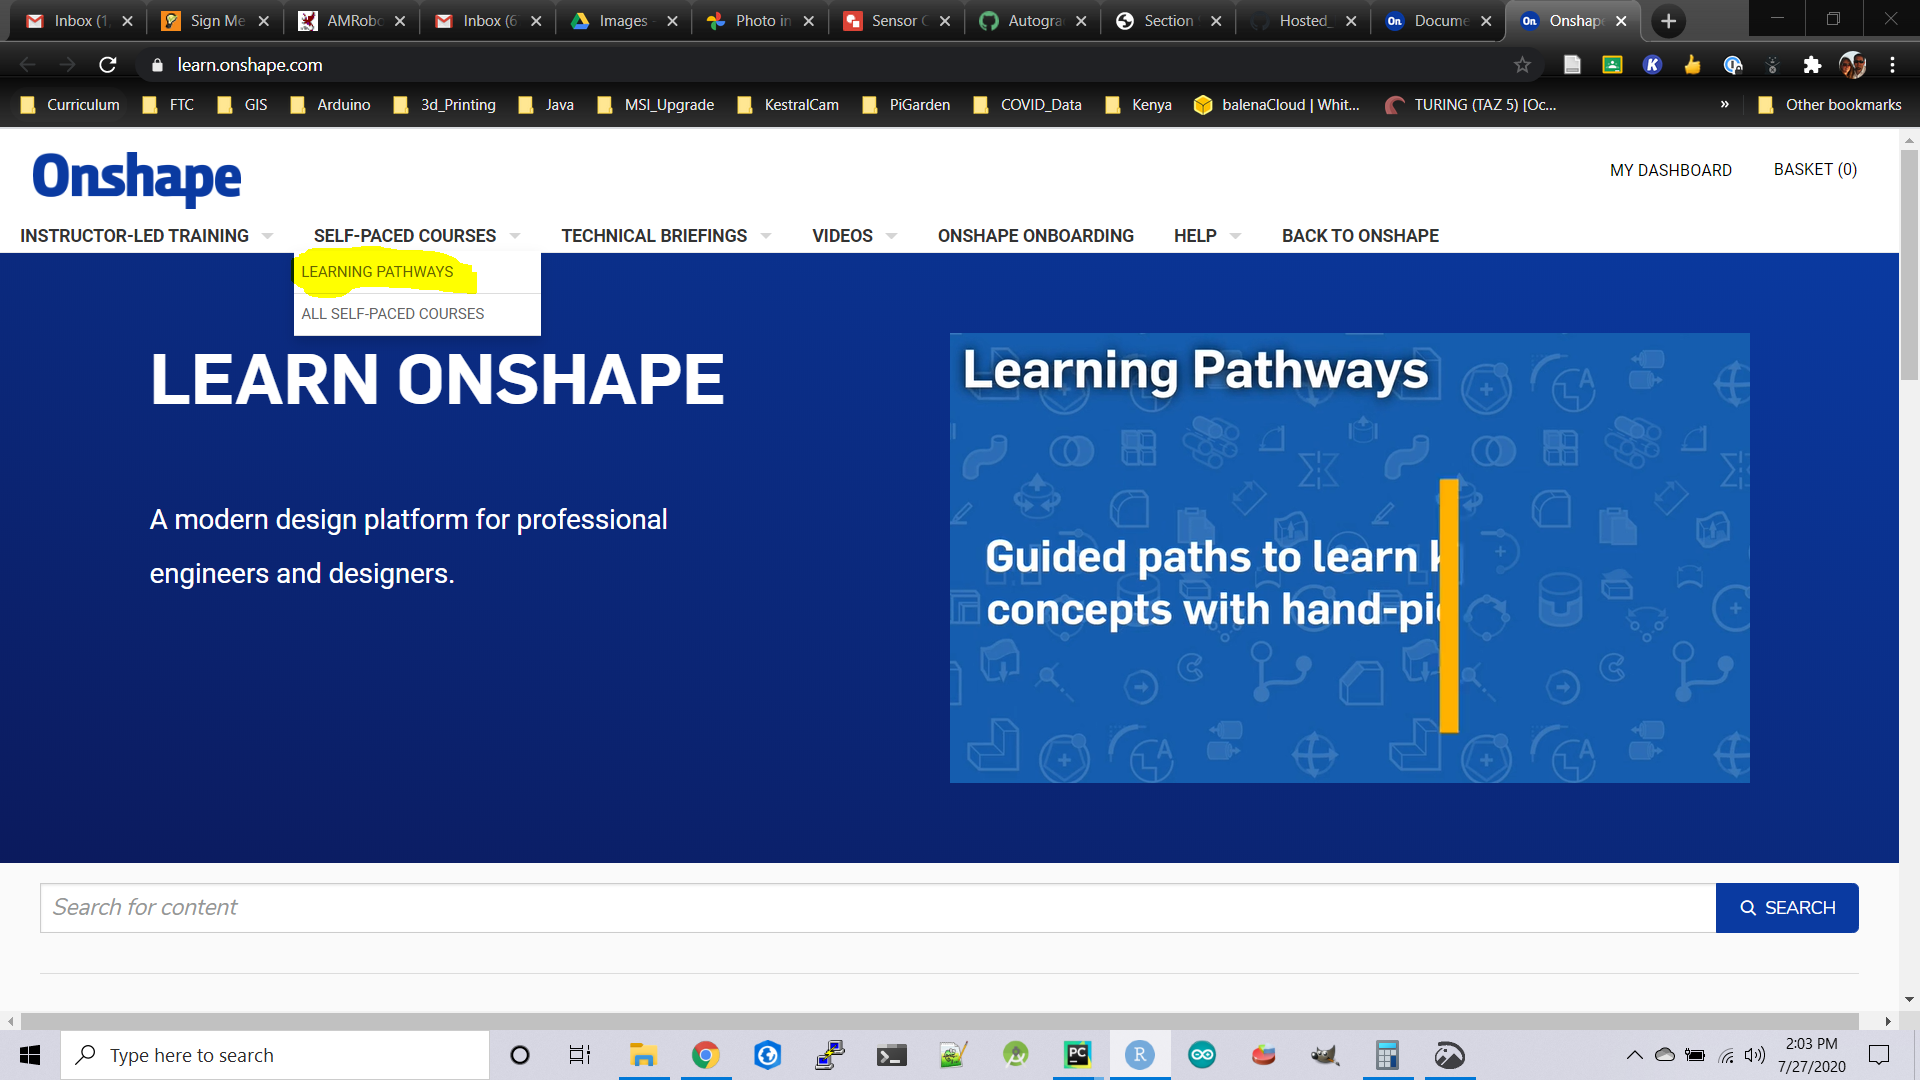 Inbox (1, Sign Me AMRobo Inbox (6 Images - Photo in Sensor C Autogra Section Hosted_ Docume Onshape
learn.onshape.com
Curriculum FTC GIS Arduino 3d_Printing Java MSI_Upgrade KestralCam PiGarden COVID_Data Kenya balenaCloud | Whit... TURING (TAZ 5) [Oc... » Other bookmarks
Onshape
MY DASHBOARD BASKET (0)
INSTRUCTOR-LED TRAINING SELF-PACED COURSES TECHNICAL BRIEFINGS VIDEOS ONSHAPE ONBOARDING HELP BACK TO ONSHAPE
LEARNING PATHWAYS
ALL SELF-PACED COURSES
LEARN ONSHAPE
A modern design platform for professional
engineers and designers.
Learning Pathways
Guided paths to learn
concepts with hand-pi
Search for content
SEARCH
Type here to search
2:03 PM
7/27/2020